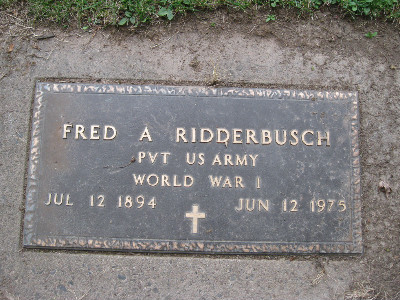 FRED A RIDDERBUSCH
PVT US ARMY
WORLD WAR I
JUL 12 1894 JUN 12 1975